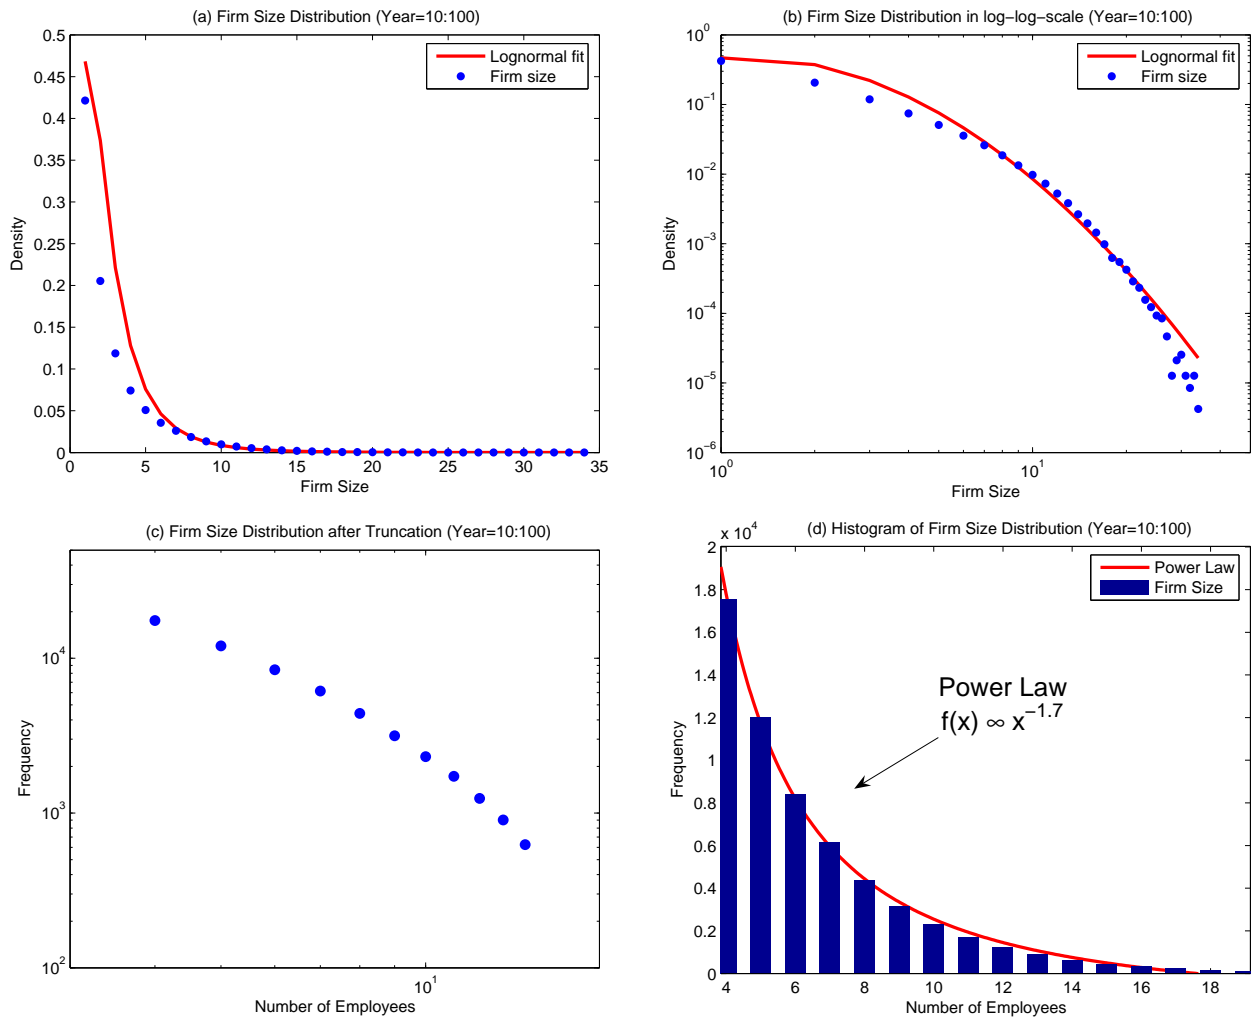 (a) Firm Size Distribution (Year=10:100)
0.5
0.45
0.4
0.35
0.3
0.25
0.2
0.15
0.1
0.05
0
Density
Lognormal fit
Firm size
0 5 10 15 20 25 30 35
Firm Size
(b) Firm Size Distribution in log−log−scale (Year=10:100)
10^0
10^−1
10^−2
10^−3
10^−4
10^−5
10^−6
Density
Lognormal fit
Firm size
10^0 10^1
Firm Size
(c) Firm Size Distribution after Truncation (Year=10:100)
10^4
10^3
10^2
Frequency
10^1
Number of Employees
(d) Histogram of Firm Size Distribution (Year=10:100)
x 10^4
2
1.8
1.6
1.4
1.2
1
0.8
0.6
0.4
0.2
0
Frequency
Power Law
Firm Size
Power Law
f(x) ∝ x^−1.7
4 6 8 10 12 14 16 18
Number of Employees